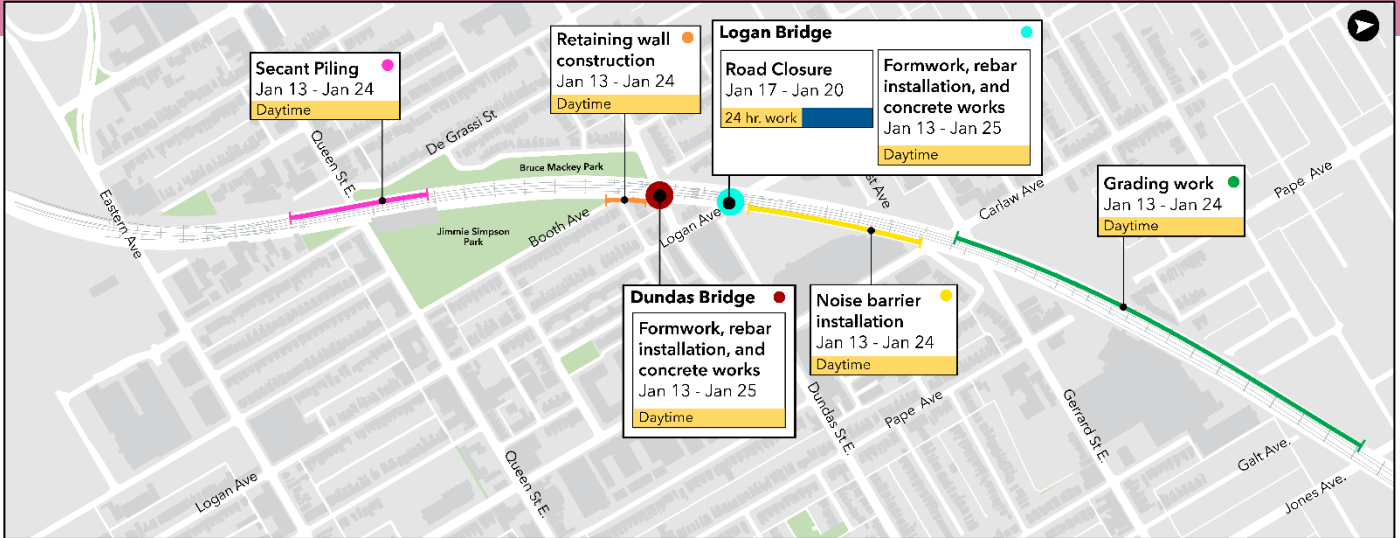 Secant Piling
Jan 13 - Jan 24
Daytime
Retaining wall
construction
Jan 13 - Jan 24
Daytime
Logan Bridge
Road Closure
Jan 17 - Jan 20
24 hr. work
Formwork, rebar
installation, and
concrete works
Jan 13 - Jan 25
Daytime
Grading work
Jan 13 - Jan 24
Daytime
Dundas Bridge
Formwork, rebar
installation, and
concrete works
Jan 13 - Jan 25
Daytime
Noise barrier
installation
Jan 13 - Jan 24
Daytime
Eastern Ave
Queen St E.
De Grassi St
Bruce Mackey Park
Jimmie Simpson
Park
Booth Ave
Logan Ave
Ave
Carlaw Ave
Pape Ave
Logan Ave
Queen St E.
Dundas St E.
Pape Ave
Gerrard St E.
Galt Ave.
Jones Ave.